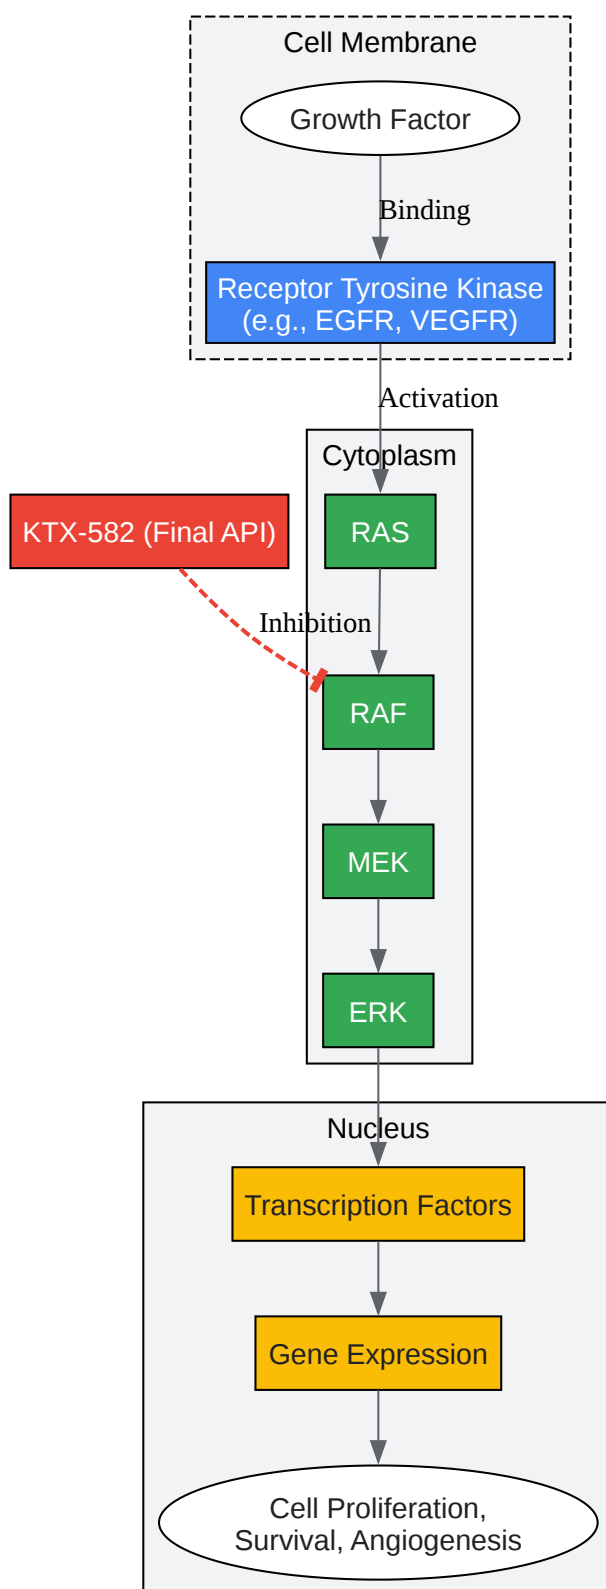 Cell Membrane
Growth Factor
Binding
Receptor Tyrosine Kinase
(e.g., EGFR, VEGFR)
Activation
Cytoplasm
KTX-582 (Final API)
RAS
Inhibition
RAF
MEK
ERK
Nucleus
Transcription Factors
Gene Expression
Cell Proliferation,
Survival, Angiogenesis